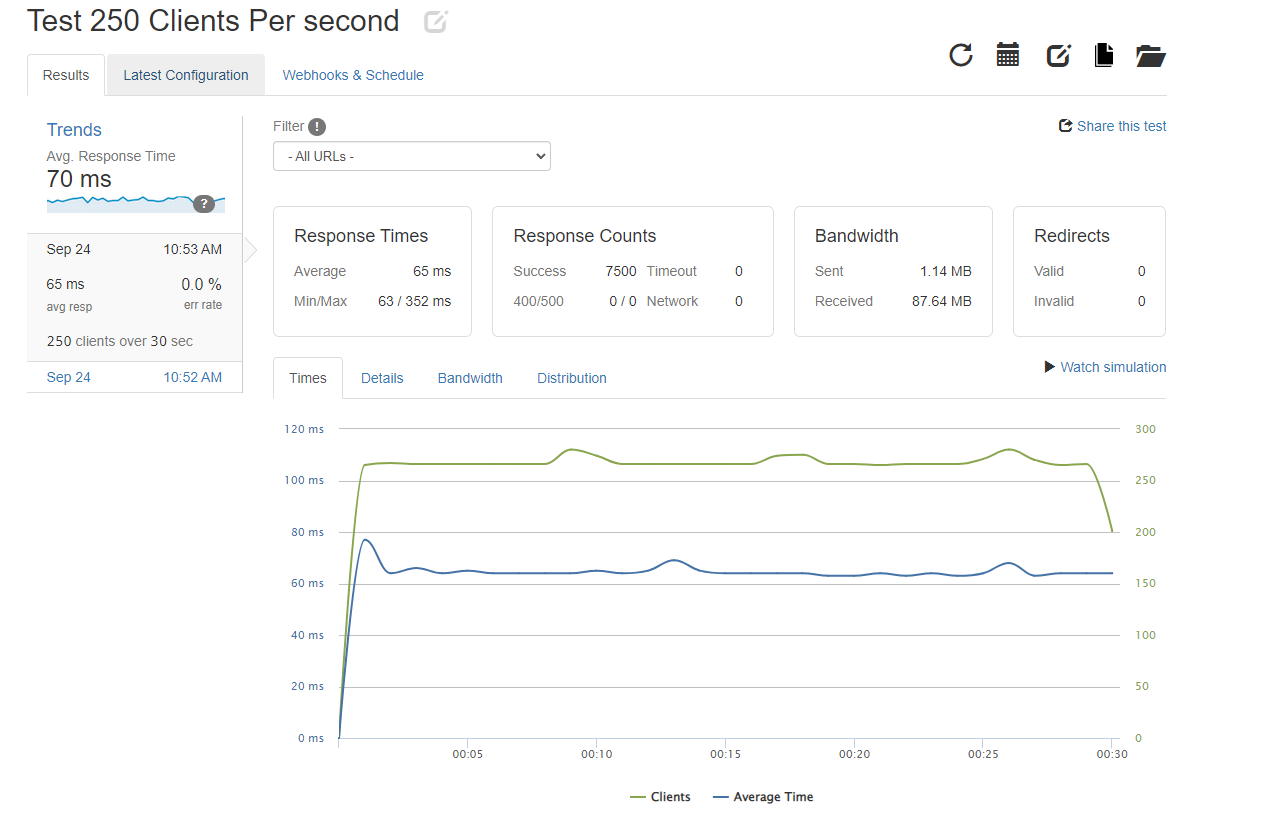 Test 250 Clients Per second
Results
Latest Configuration
Webhooks & Schedule
Trends
Avg. Response Time
70 ms
?
Sep 24 10:53 AM
65 ms 0.0 %
avg resp err rate
250 clients over 30 sec
Sep 24 10:52 AM
Filter !
Share this test
- All URLs -
Response Times
Average 65 ms
Min/Max 63 / 352 ms
Response Counts
Success 7500 Timeout 0
400/500 0 / 0 Network 0
Bandwidth
Sent 1.14 MB
Received 87.64 MB
Redirects
Valid 0
Invalid 0
Times Details Bandwidth Distribution
Watch simulation
120 ms 300
100 ms 250
80 ms 200
60 ms 150
40 ms 100
20 ms 50
0 ms 0
00:05 00:10 00:15 00:20 00:25 00:30
Clients Average Time